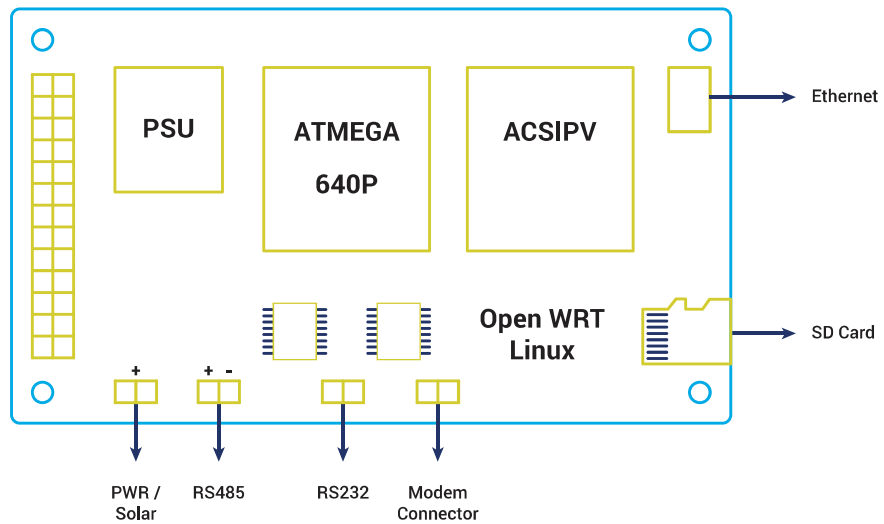 PSU
ATMEGA
640P
ACSIPV
Ethernet
Open WRT
Linux
SD Card
+
+ -
PWR /
Solar
RS485
RS232
Modem
Connector